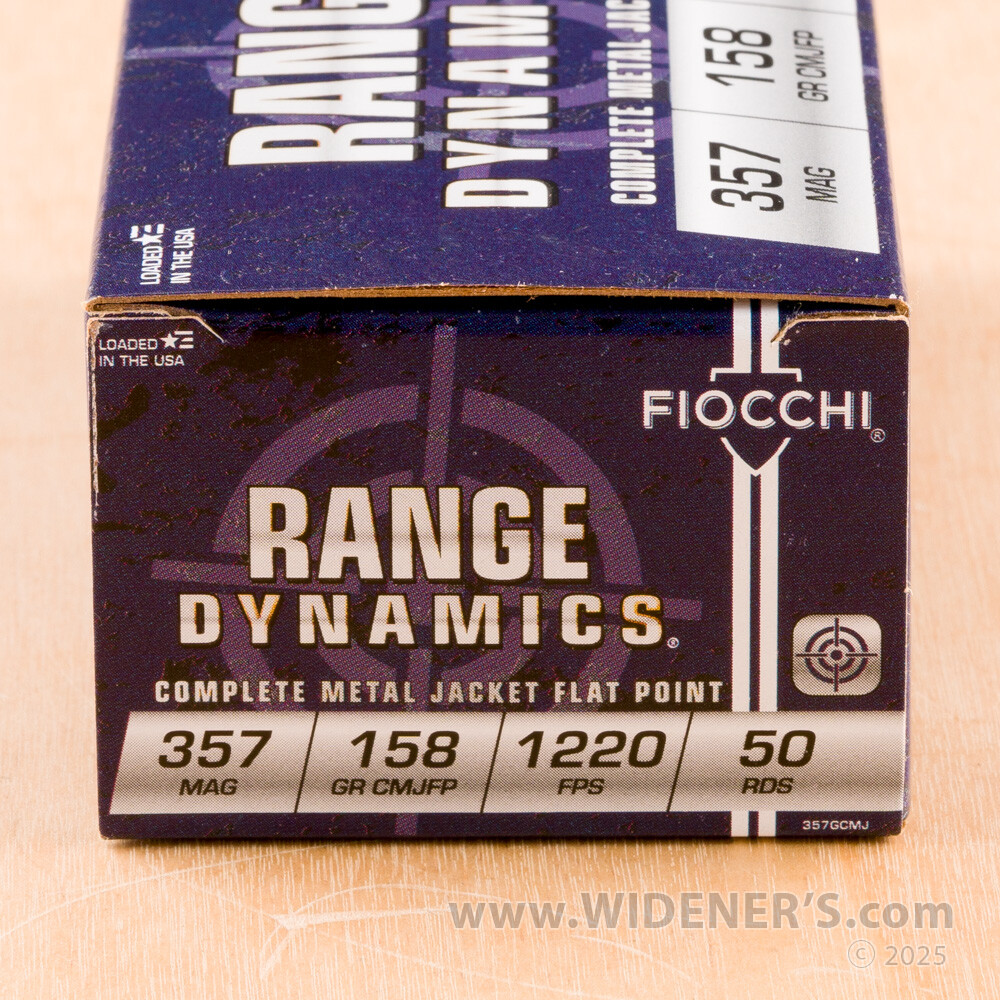 RANG
DYNAM
COMPLETE METAL JAC
357
MAG
158
GR CMJFP
LOADED
IN THE USA
LOADED
IN THE USA
FIOCCHI®
RANGE
DYNAMICS®
COMPLETE METAL JACKET FLAT POINT
357 158 1220 50
MAG GR CMJFP FPS RDS
357GCMJ
www.WIDENER'S.com
© 2025